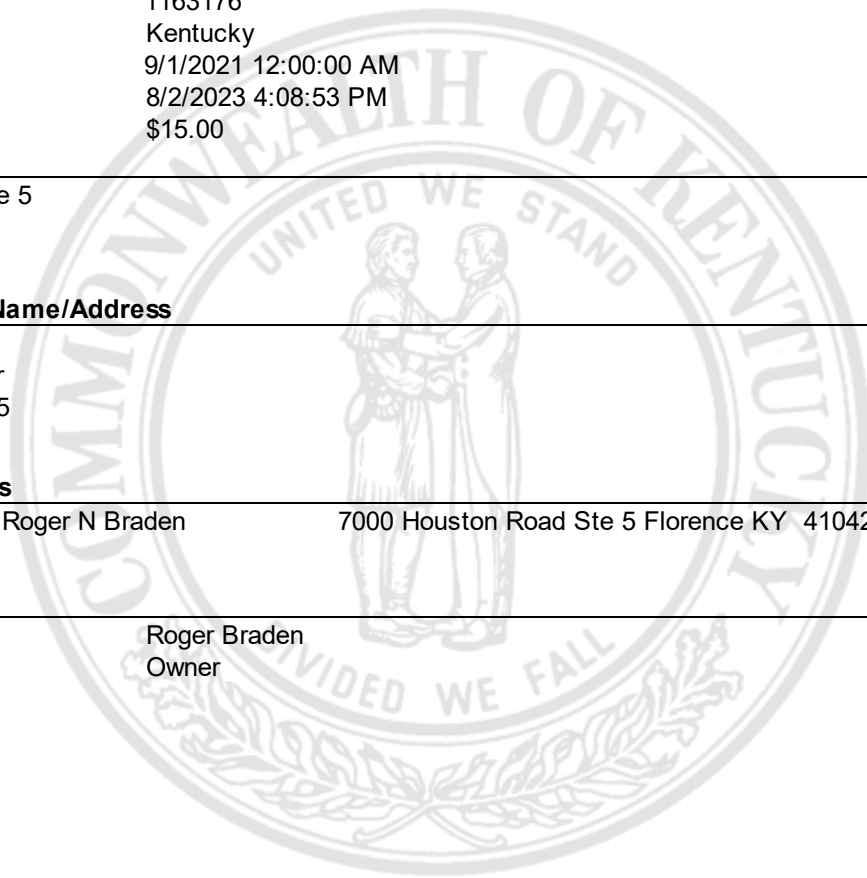 1163176
Kentucky
9/1/2021 12:00:00 AM
8/2/2023 4:08:53 PM
$15.00
e 5
Name/Address
r
5
s
Roger N Braden 7000 Houston Road Ste 5 Florence KY 41042
Roger Braden
Owner
COMMONWEALTH OF KENTUCKY
UNITED WE STAND
DIVIDED WE FALL